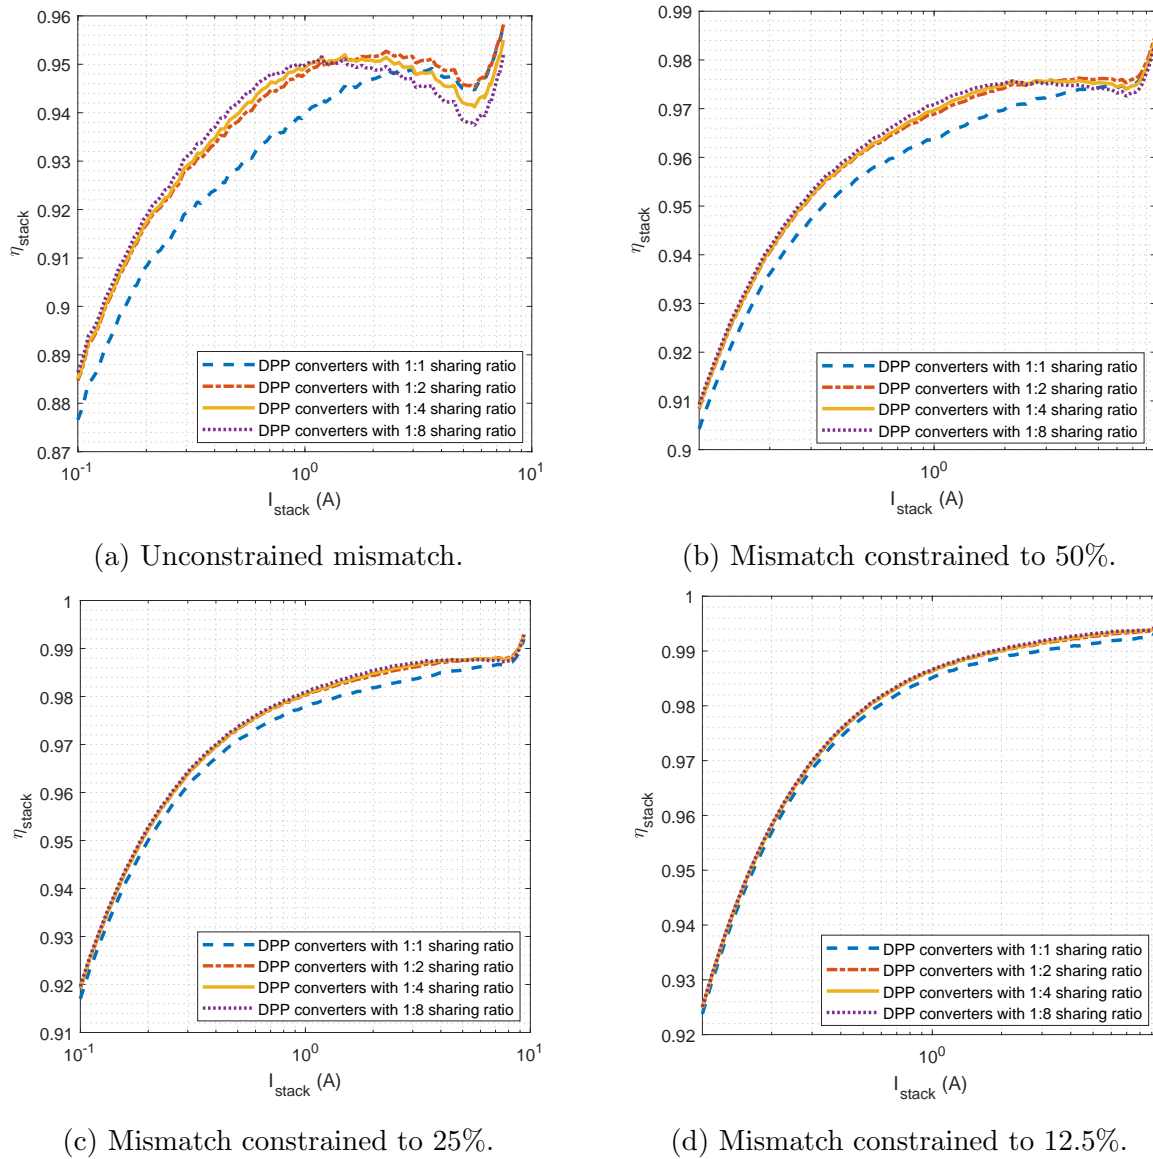 0.96
0.95
0.94
0.93
0.92
0.91
0.9
0.89
0.88
0.87
η_stack
10^-1
10^0
10^1
I_stack (A)
DPP converters with 1:1 sharing ratio
DPP converters with 1:2 sharing ratio
DPP converters with 1:4 sharing ratio
DPP converters with 1:8 sharing ratio
(a) Unconstrained mismatch.
0.99
0.98
0.97
0.96
0.95
0.94
0.93
0.92
0.91
0.9
η_stack
10^0
I_stack (A)
DPP converters with 1:1 sharing ratio
DPP converters with 1:2 sharing ratio
DPP converters with 1:4 sharing ratio
DPP converters with 1:8 sharing ratio
(b) Mismatch constrained to 50%.
1
0.99
0.98
0.97
0.96
0.95
0.94
0.93
0.92
0.91
η_stack
10^-1
10^0
10^1
I_stack (A)
DPP converters with 1:1 sharing ratio
DPP converters with 1:2 sharing ratio
DPP converters with 1:4 sharing ratio
DPP converters with 1:8 sharing ratio
(c) Mismatch constrained to 25%.
1
0.99
0.98
0.97
0.96
0.95
0.94
0.93
0.92
η_stack
10^0
I_stack (A)
DPP converters with 1:1 sharing ratio
DPP converters with 1:2 sharing ratio
DPP converters with 1:4 sharing ratio
DPP converters with 1:8 sharing ratio
(d) Mismatch constrained to 12.5%.